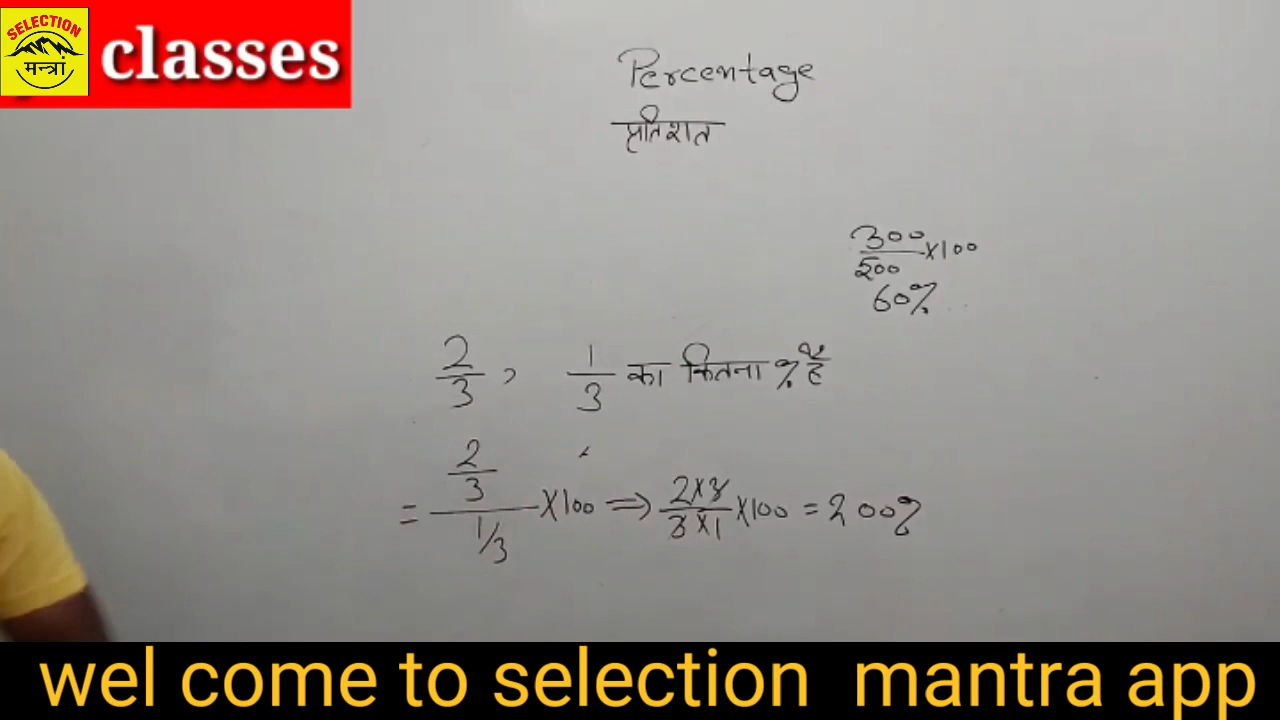 SELECTION
मन्त्रां
classes
Percentage
प्रतिशत
300/500 ×100
60%
2/3, 1/3 का कितना % है
= 2/3 / 1/3 ×100 ⇒ 2×3/3×1 ×100 = 200%
wel come to selection mantra app